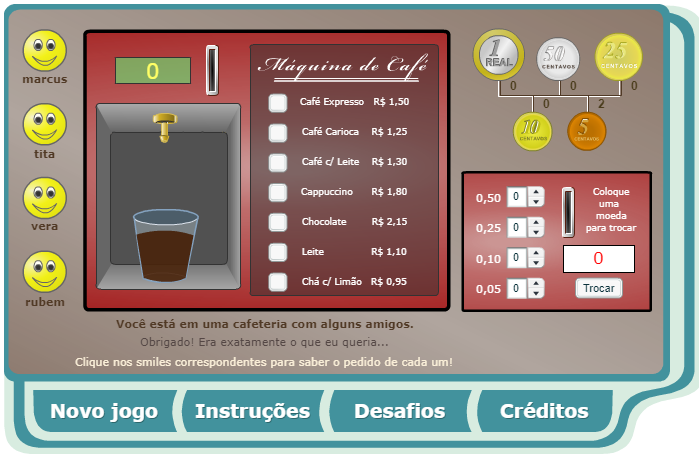 marcus
tita
vera
rubem
0
Máquina de Café
Café Expresso R$ 1,50
Café Carioca R$ 1,25
Café c/ Leite R$ 1,30
Cappuccino R$ 1,80
Chocolate R$ 2,15
Leite R$ 1,10
Chá c/ Limão R$ 0,95
1 REAL
50 CENTAVOS
25 CENTAVOS
0 0 0
0 2
10 CENTAVOS
5 CENTAVOS
0,50 0
0,25 0
0,10 0
0,05 0
Coloque
uma
moeda
para trocar
0
Trocar
Você está em uma cafeteria com alguns amigos.
Obrigado! Era exatamente o que eu queria...
Clique nos smiles correspondentes para saber o pedido de cada um!
Novo jogo Instruções Desafios Créditos